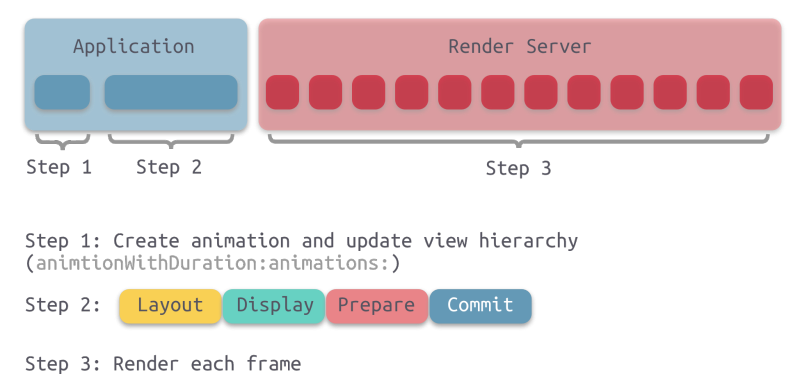 Application
Render Server
Step 1
Step 2
Step 3
Step 1: Create animation and update view hierarchy
(animtionWithDuration:animations:)
Step 2: Layout Display Prepare Commit
Step 3: Render each frame